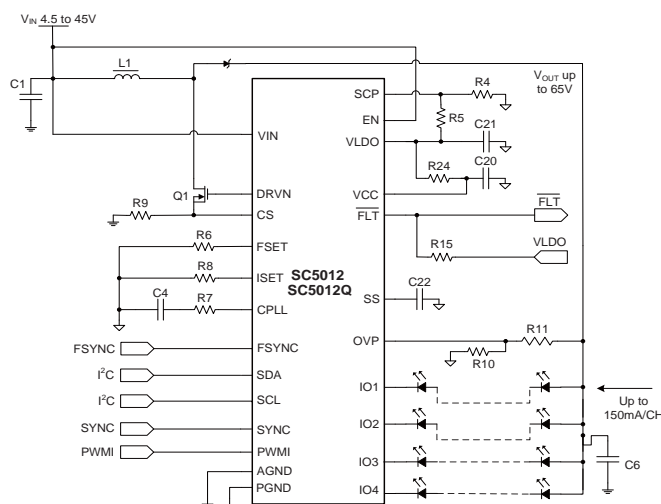 VIN 4.5 to 45V
L1
C1
VOUT up
to 65V
SCP
R4
EN
R5
C21
VLDO
VIN
R24
C20
VCC
Q1
DRVN
R9
CS
FLT
FLT
R6
FSET
VLDO
R15
R8
ISET
SC5012
SC5012Q
C4
R7
CPLL
SS
C22
FSYNC
FSYNC
OVP
R11
R10
I2C
SDA
IO1
I2C
SCL
Up to
150mA/CH
IO2
SYNC
SYNC
PWMI
PWMI
IO3
C6
AGND
PGND
IO4